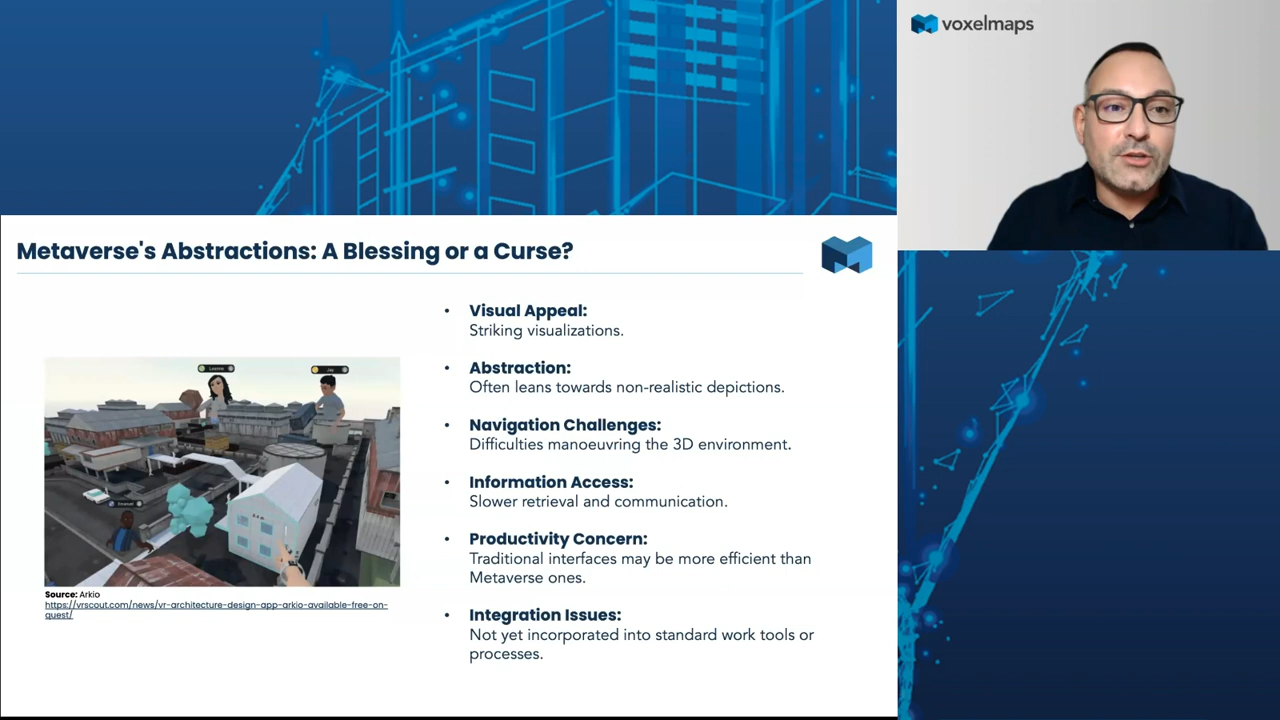 voxelmaps
Metaverse's Abstractions: A Blessing or a Curse?
• Visual Appeal:
Striking visualizations.
• Abstraction:
Often leans towards non-realistic depictions.
• Navigation Challenges:
Difficulties manoeuvring the 3D environment.
• Information Access:
Slower retrieval and communication.
• Productivity Concern:
Traditional interfaces may be more efficient than
Metaverse ones.
• Integration Issues:
Not yet incorporated into standard work tools or
processes.
Leanne
Jay
Source: Arkio
https://vrscout.com/news/vr-architecture-design-app-arkio-available-free-on-
quest/